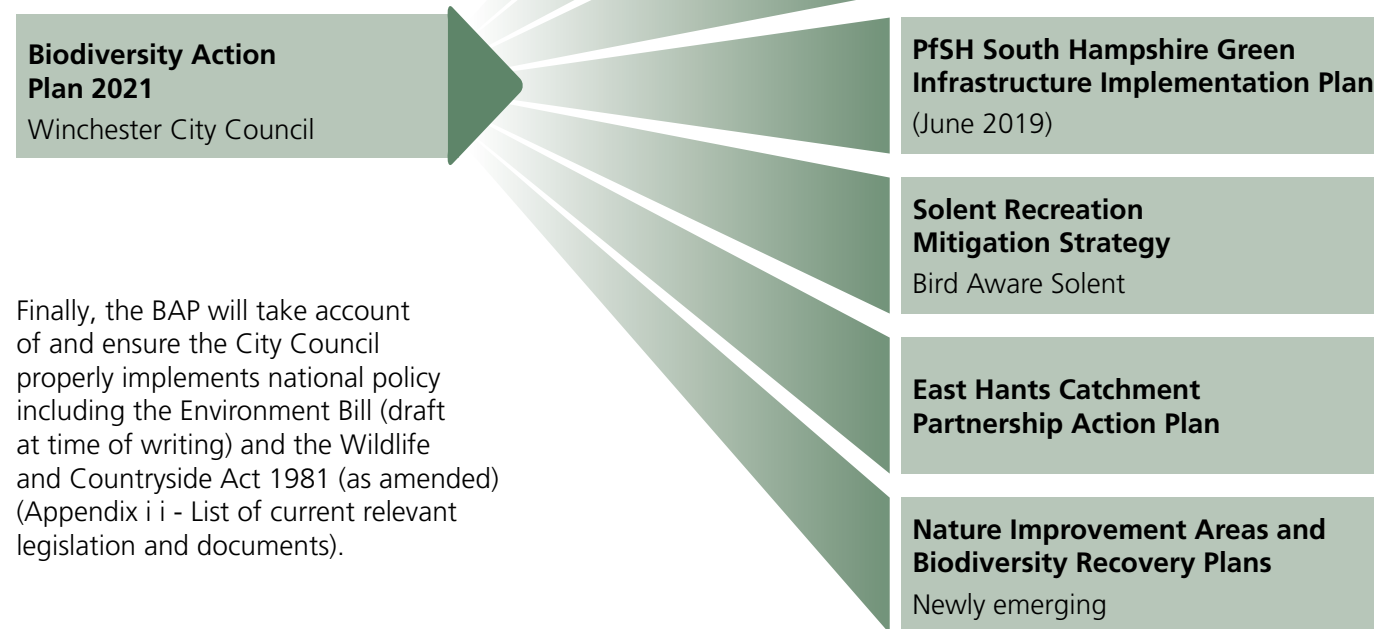 Biodiversity Action
Plan 2021
Winchester City Council
Finally, the BAP will take account
of and ensure the City Council
properly implements national policy
including the Environment Bill (draft
at time of writing) and the Wildlife
and Countryside Act 1981 (as amended)
(Appendix i i - List of current relevant
legislation and documents).
PfSH South Hampshire Green
Infrastructure Implementation Plan
(June 2019)
Solent Recreation
Mitigation Strategy
Bird Aware Solent
East Hants Catchment
Partnership Action Plan
Nature Improvement Areas and
Biodiversity Recovery Plans
Newly emerging